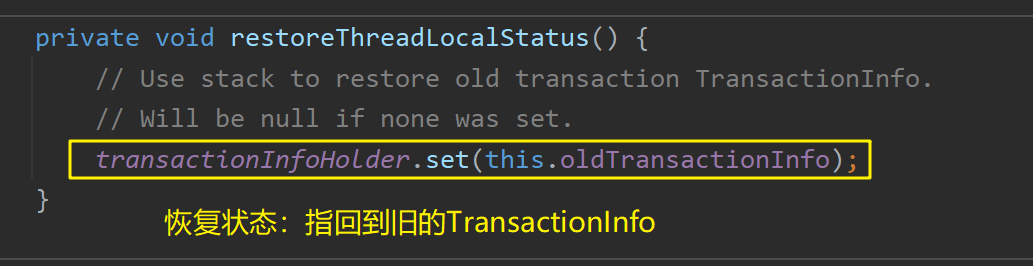 private void restoreThreadLocalStatus() {
// Use stack to restore old transaction TransactionInfo.
// Will be null if none was set.
transactionInfoHolder.set(this.oldTransactionInfo);
}
恢复状态：指回到旧的TransactionInfo